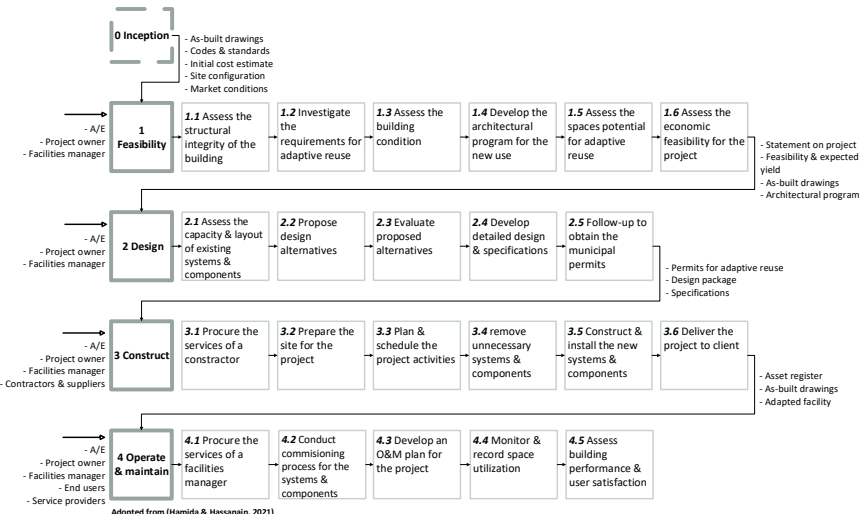 0 Inception
- As-built drawings
- Codes & standards
- Initial cost estimate
- Site configuration
- Market conditions
- A/E
- Project owner
- Facilities manager
1
Feasibility
1.1 Assess the
structural
integrity of the
building
1.2 Investigate
the
requirements for
adaptive reuse
1.3 Assess the
building
condition
1.4 Develop the
architectural
program for the
new use
1.5 Assess the
spaces potential
for adaptive
reuse
1.6 Assess the
economic
feasibility for the
project
- Statement on project
- Feasibility & expected
yield
- As-built drawings
- Architectural program
- A/E
- Project owner
- Facilities manager
2 Design
2.1 Assess the
capacity & layout
of existing
systems &
components
2.2 Propose
design
alternatives
2.3 Evaluate
proposed
alternatives
2.4 Develop
detailed design
& specifications
2.5 Follow-up to
obtain the
municipal
permits
- Permits for adaptive reuse
- Design package
- Specifications
- A/E
- Project owner
- Facilities manager
- Contractors & suppliers
3 Construct
3.1 Procure the
services of a
constractor
3.2 Prepare the
site for the
project
3.3 Plan &
schedule the
project activities
3.4 remove
unnecessary
systems &
components
3.5 Construct &
install the new
systems &
components
3.6 Deliver the
project to client
- Asset register
- As-built drawings
- Adapted facility
- A/E
- Project owner
- Facilities manager
- End users
- Service providers
4 Operate
& maintain
4.1 Procure the
services of a
facilities
manager
4.2 Conduct
commisioning
process for the
systems &
components
4.3 Develop an
O&M plan for
the project
4.4 Monitor &
record space
utilization
4.5 Assess
building
performance &
user satisfaction
Adopted from (Hamida & Hassanain, 2021)